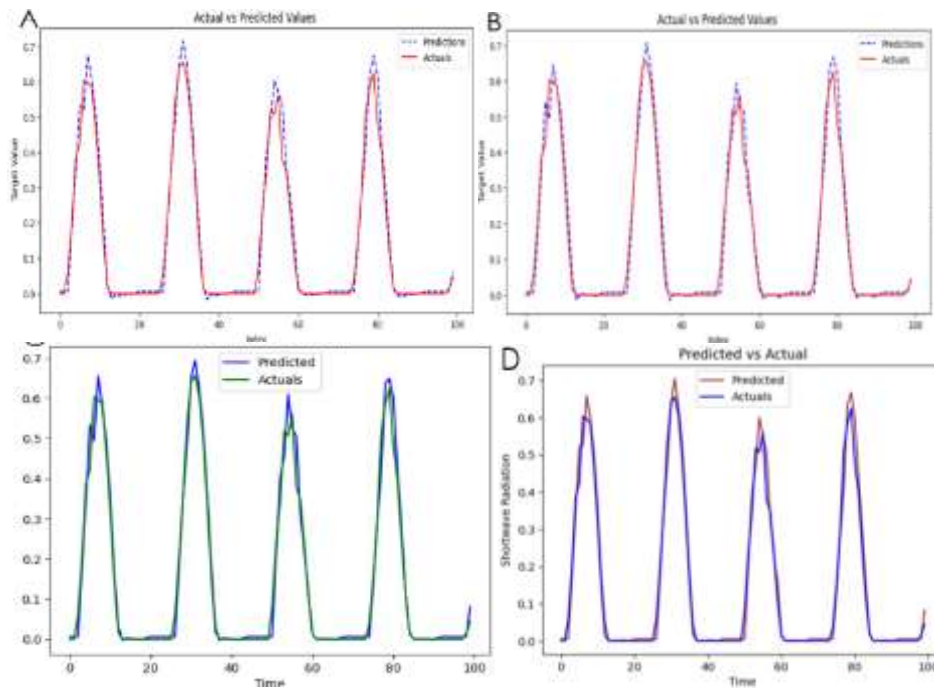 A
Actual vs Predicted Values
Predictions
Actuals
Target Value
0.7
0.6
0.5
0.4
0.3
0.2
0.1
0.0
0 20 40 60 80 100
Index
B
Actual vs Predicted Values
Predictions
Actuals
Target Value
0.7
0.6
0.5
0.4
0.3
0.2
0.1
0.0
0 20 40 60 80 100
Index
Predicted
Actuals
0.7
0.6
0.5
0.4
0.3
0.2
0.1
0.0
0 20 40 60 80 100
Time
D
Predicted vs Actual
Predicted
Actuals
Shortwave Radiation
0.7
0.6
0.5
0.4
0.3
0.2
0.1
0.0
0 20 40 60 80 100
Time